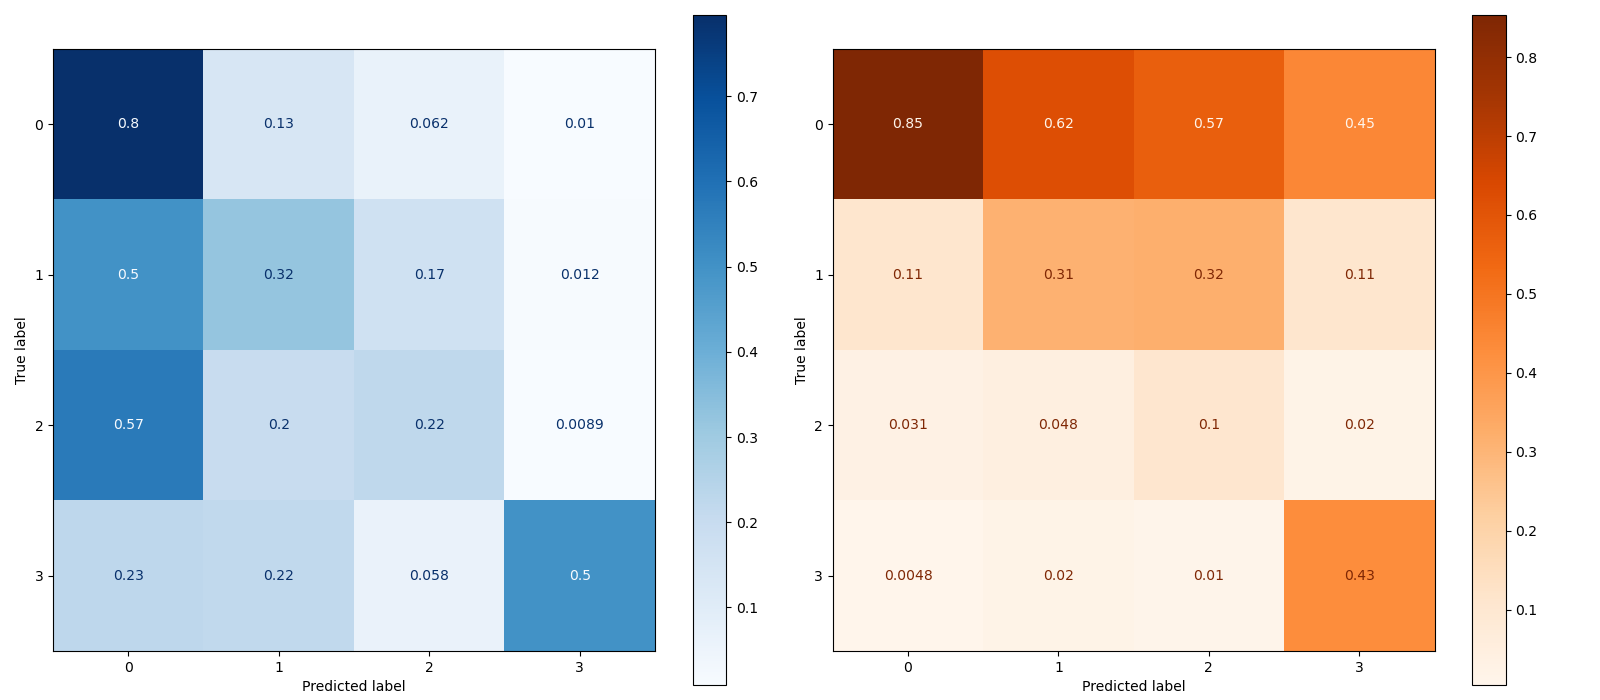 0 0.8 0.13 0.062 0.01
1 0.5 0.32 0.17 0.012
2 0.57 0.2 0.22 0.0089
3 0.23 0.22 0.058 0.5
0 1 2 3
Predicted label
True label
0.7
0.6
0.5
0.4
0.3
0.2
0.1
0 0.85 0.62 0.57 0.45
1 0.11 0.31 0.32 0.11
2 0.031 0.048 0.1 0.02
3 0.0048 0.02 0.01 0.43
0 1 2 3
Predicted label
True label
0.8
0.7
0.6
0.5
0.4
0.3
0.2
0.1